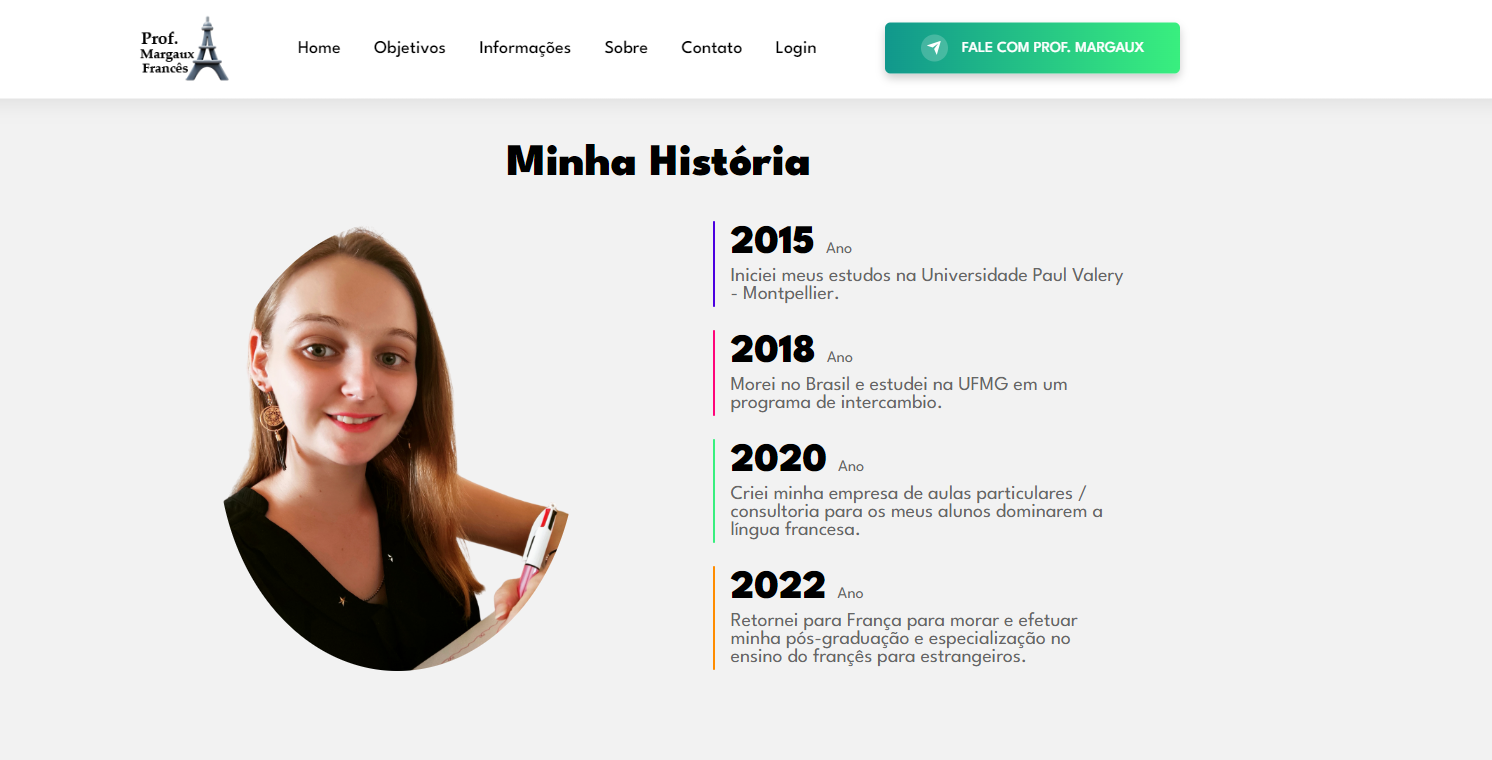 Prof.
Margaux
Francês
Home Objetivos Informações Sobre Contato Login
FALE COM PROF. MARGAUX
Minha História
2015 Ano
Iniciei meus estudos na Universidade Paul Valery
- Montpellier.
2018 Ano
Morei no Brasil e estudei na UFMG em um
programa de intercambio.
2020 Ano
Criei minha empresa de aulas particulares /
consultoria para os meus alunos dominarem a
língua francesa.
2022 Ano
Retornei para França para morar e efetuar
minha pós-graduação e especialização no
ensino do françês para estrangeiros.